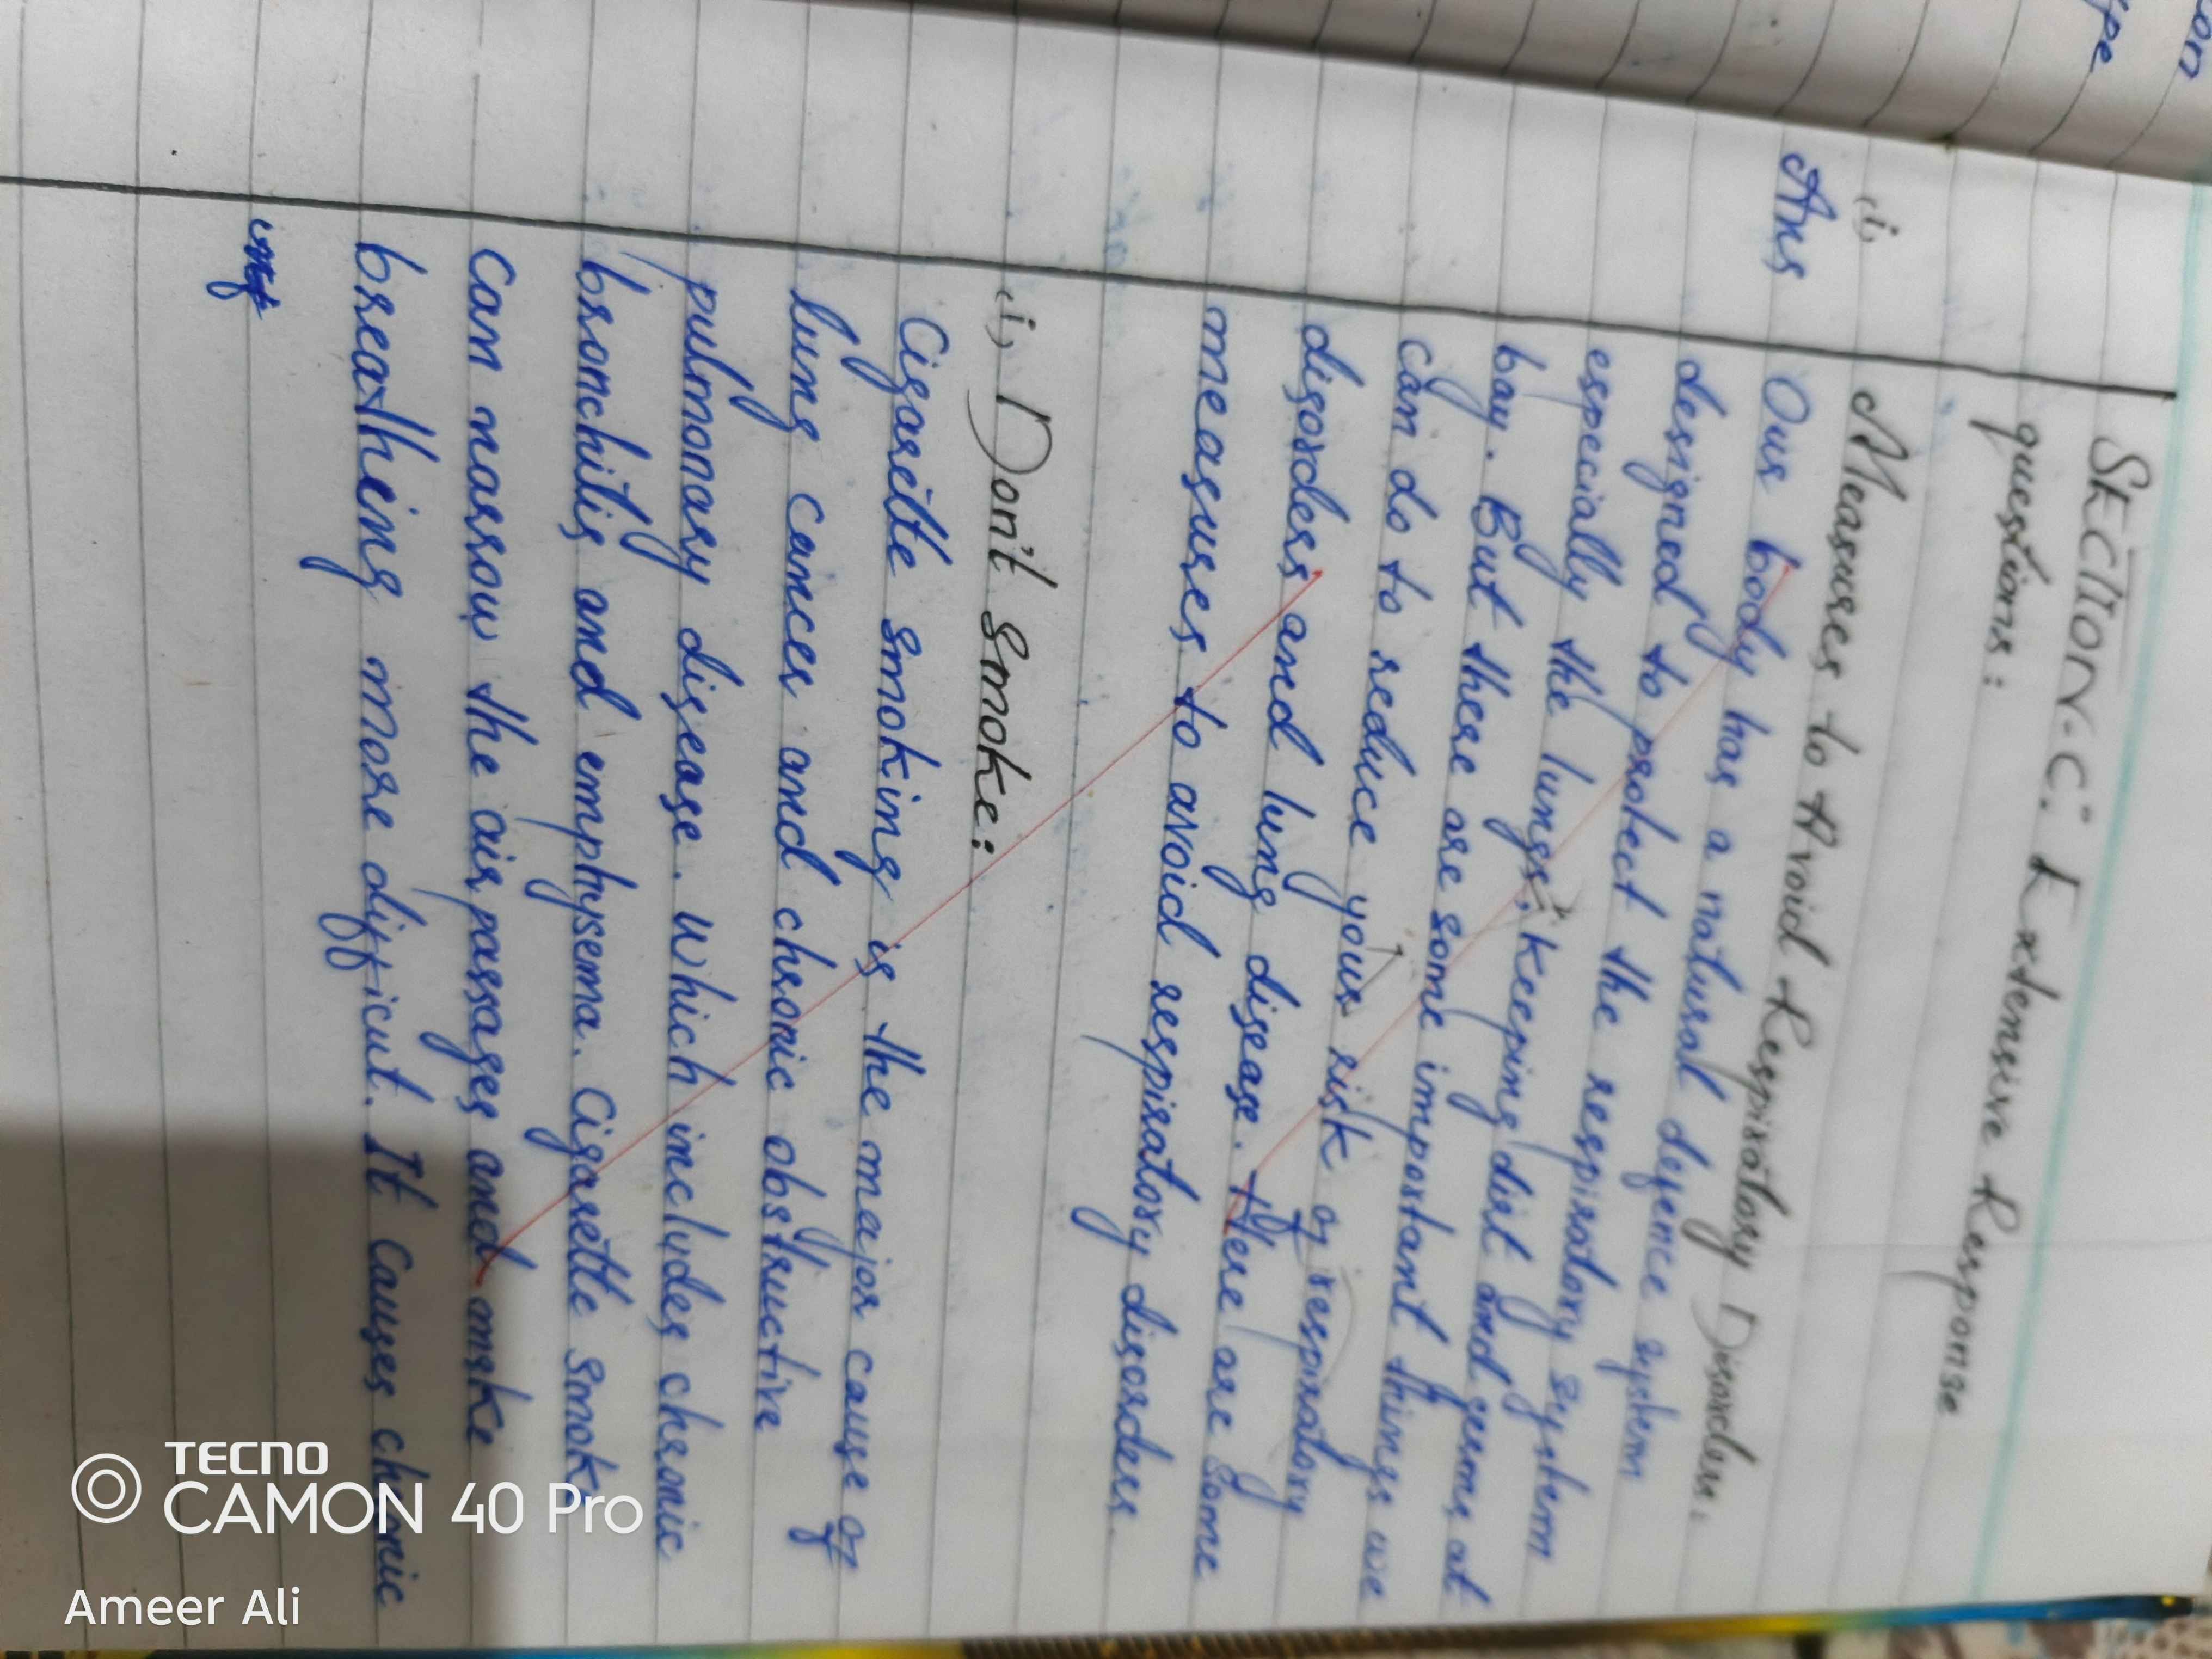 on
pe
SECTION-C: Extensive Response
questions:
(i) Measures to Avoid Respiratory Disorders.
Ans Our body has a natural defence system
designed to protect the respiratory system
especially the lungs, keeping dirt and germs at
bay. But there are some important things we
can do to reduce your risk of respiratory
disorders and lung disease. Here are some
measures to avoid respiratory disorders.
(i) Don't smoke:
Cigarette smoking is the major cause of
lung cancer and chronic obstructive
pulmonary disease. Which includes chronic
bronchitis and emphysema. Cigarette smoke
can narrow the air passages and make
breathing more difficut. It causes chronic
TECNO
CAMON 40 Pro
Ameer Ali